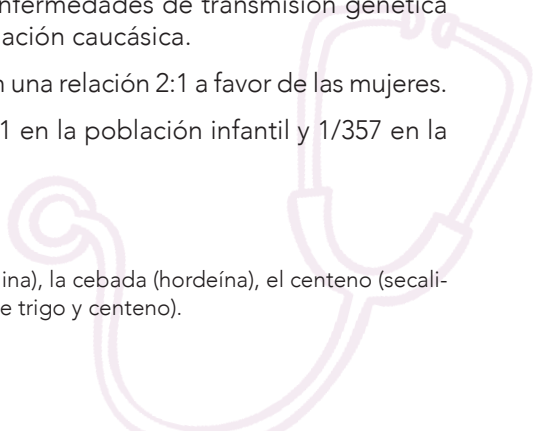 nfermedades de transmisión genética
ación caucásica.
n una relación 2:1 a favor de las mujeres.
1 en la población infantil y 1/357 en la
ina), la cebada (hordeína), el centeno (secali-
e trigo y centeno).